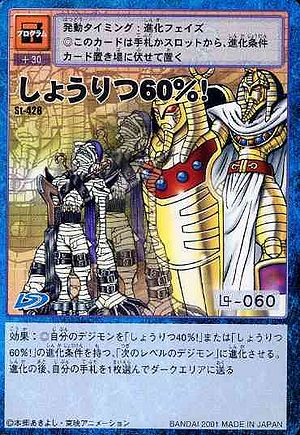 プログラム
+30
発動タイミング：進化フェイズ
◎このカードは手札かスロットから、進化条件
カード置き場に伏せて置く
しょうりつ60%!
St-428
D
LサI-060
効果：◎自分のデジモンを「しょうりつ40%!」または「しょうりつ
60%!」の進化条件を持つ、「次のレベルのデジモン」に進化させる。
進化の後、自分の手札を1枚選んでダークエリアに送る
©本郷あきよし・東映アニメーション
BANDAI 2001 MADE IN JAPAN